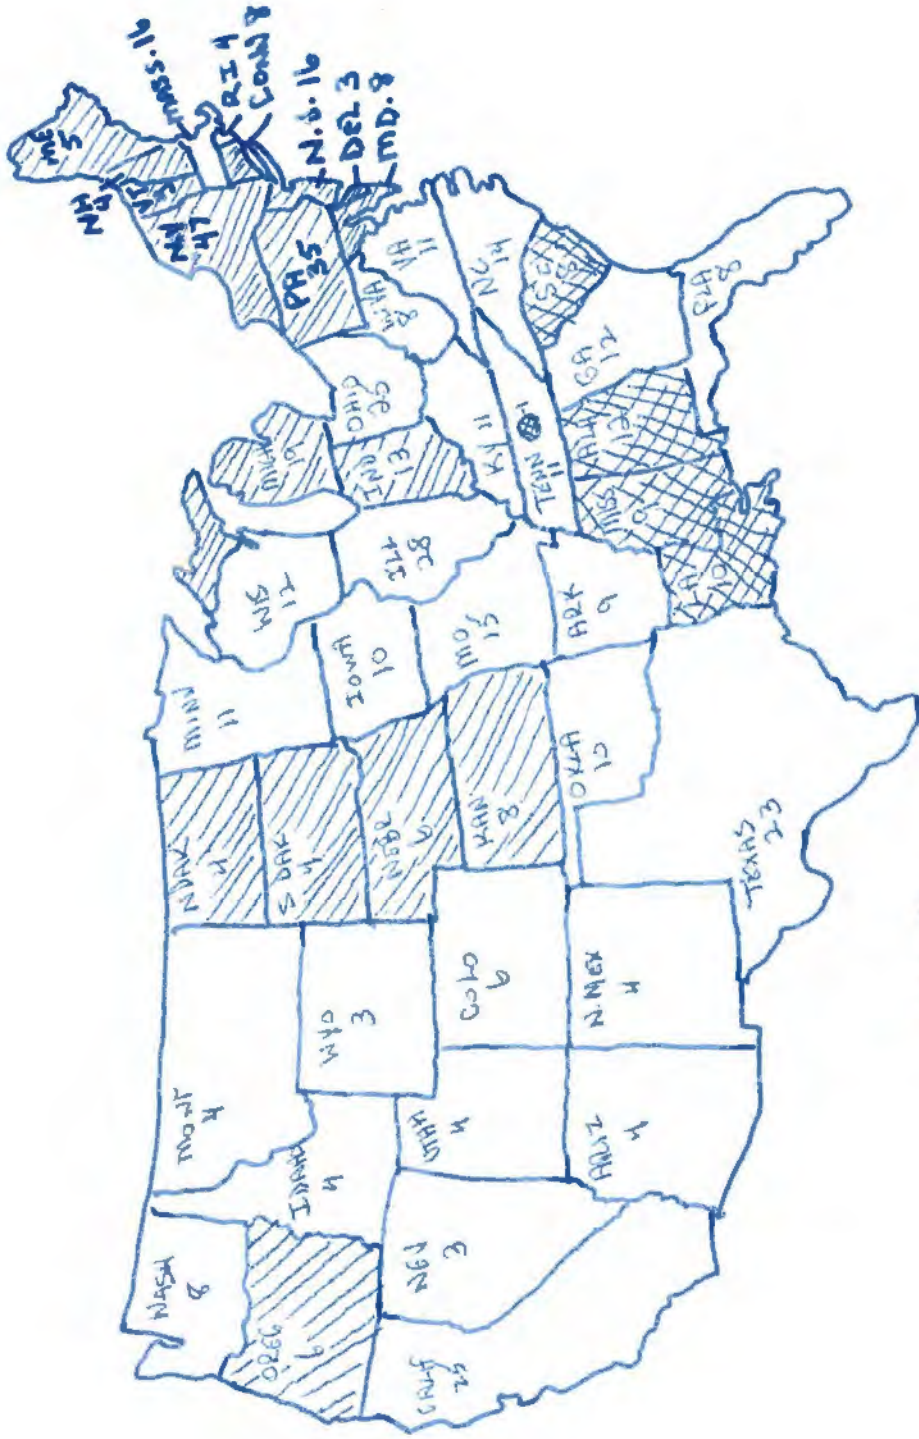 MASS. 16
RI 4
CONN 8
N.J. 16
DEL 3
MD. 8
ME
5
NH
4
VT
3
NY
47
PA
35
W.VA
8
VA
11
NC
14
SC
8
GA
12
FLA
8
OHIO
25
MICH
19
IND
13
KY 11
TENN
11
1
ALA
MISS
LA
10
WIS
12
ILL
28
MINN
11
IOWA
10
MO
15
ARK
9
N DAK
4
S DAK
4
NEBR
6
KAN
8
OKLA
10
TEXAS
23
MONT
4
WYO
3
COLO
6
N. MEX
4
IDAHO
4
UTAH
4
ARIZ
4
WASH
8
OREG
6
NEV
3
CALIF
25